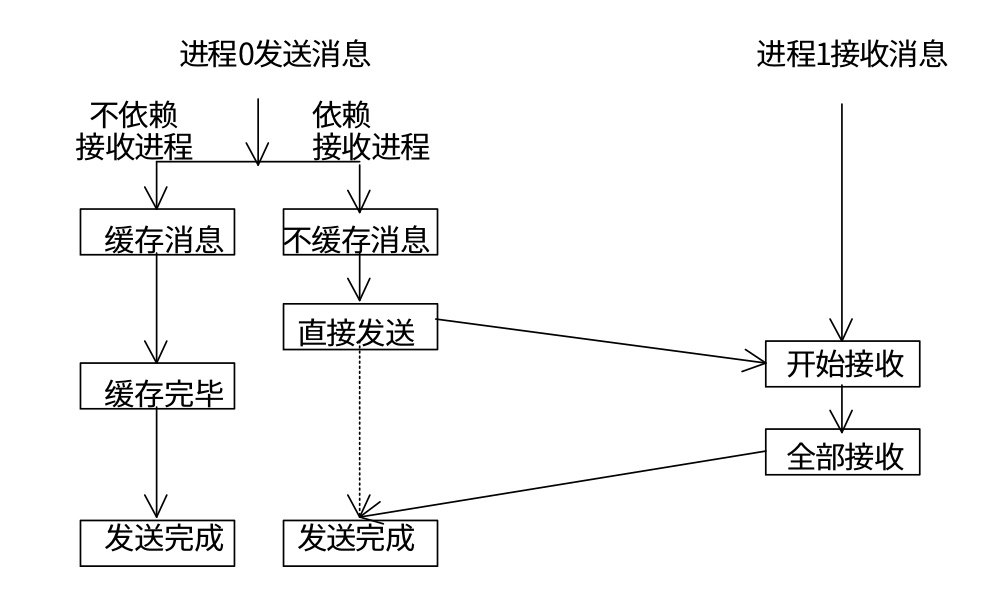 进程0发送消息
进程1接收消息
不依赖
接收进程
依赖
接收进程
缓存消息
不缓存消息
直接发送
开始接收
缓存完毕
全部接收
发送完成
发送完成